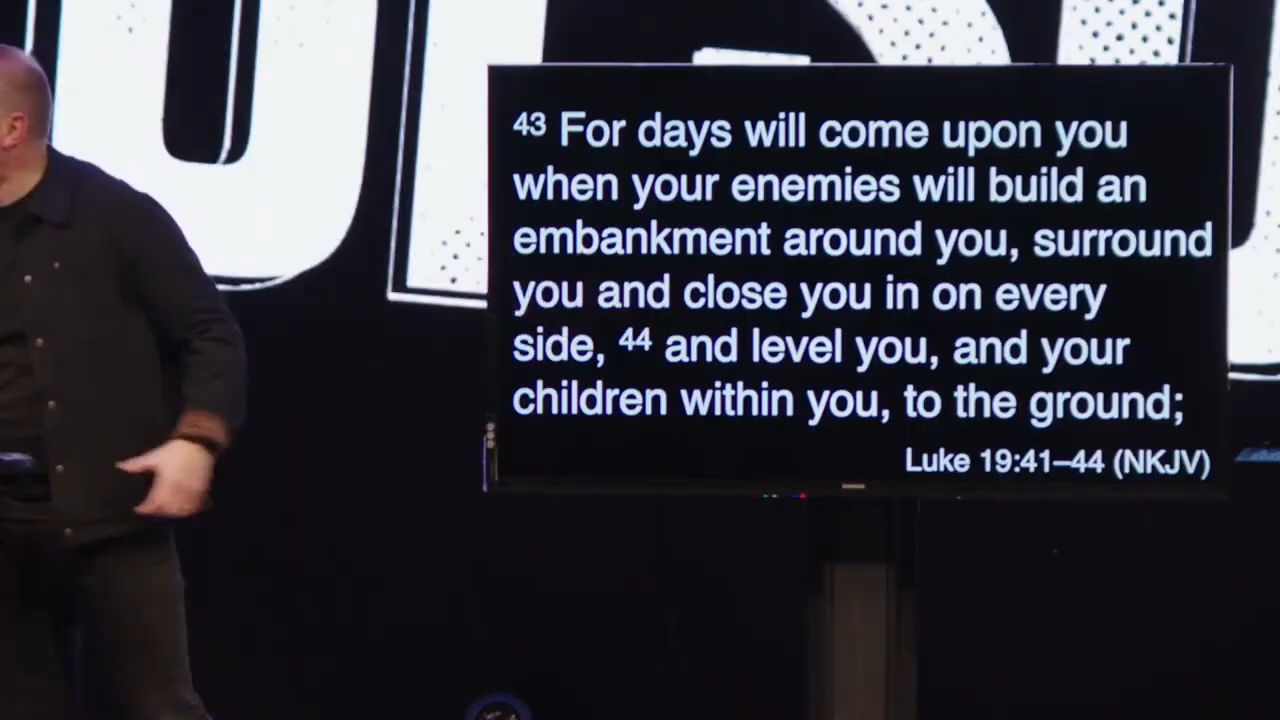 43 For days will come upon you
when your enemies will build an
embankment around you, surround
you and close you in on every
side, 44 and level you, and your
children within you, to the ground;
Luke 19:41–44 (NKJV)